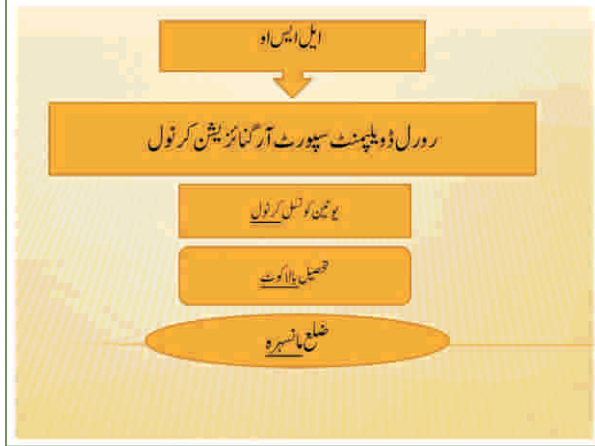 ایل ایس او
رورل ڈویلپمنٹ سپورٹ آرگنائزیشن کرنول
یونین کونسل کرنول
تحصیل بالاکوٹ
ضلع مانسہرہ